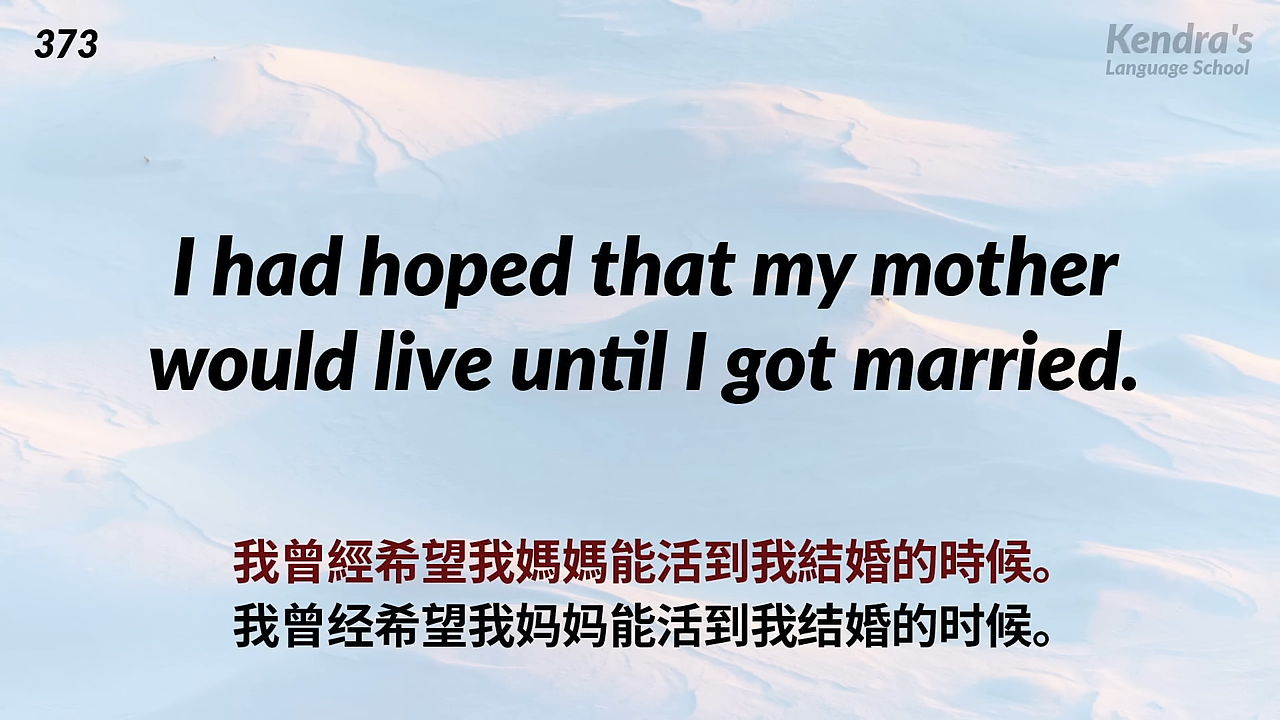 373
Kendra's
Language School
I had hoped that my mother
would live until I got married.
我曾經希望我媽媽能活到我結婚的時候。
我曾经希望我妈妈能活到我结婚的时候。